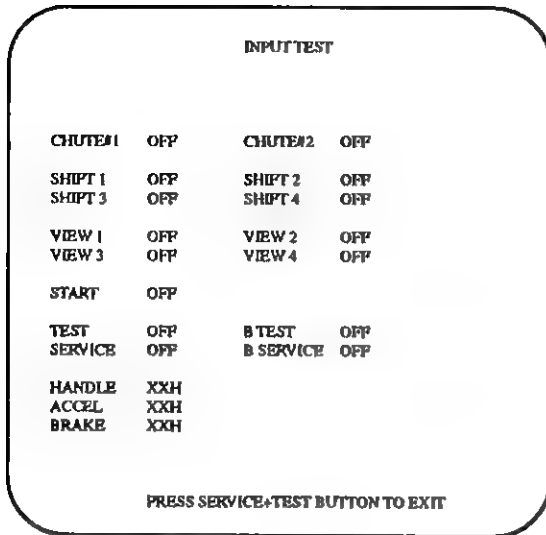 INPUT TEST
CHUTE#1 OFF CHUTE#2 OFF
SHIFT 1 OFF SHIFT 2 OFF
SHIFT 3 OFF SHIFT 4 OFF
VIEW 1 OFF VIEW 2 OFF
VIEW 3 OFF VIEW 4 OFF
START OFF
TEST OFF B TEST OFF
SERVICE OFF B SERVICE OFF
HANDLE XXH
ACCEL XXH
BRAKE XXH
PRESS SERVICE+TEST BUTTON TO EXIT